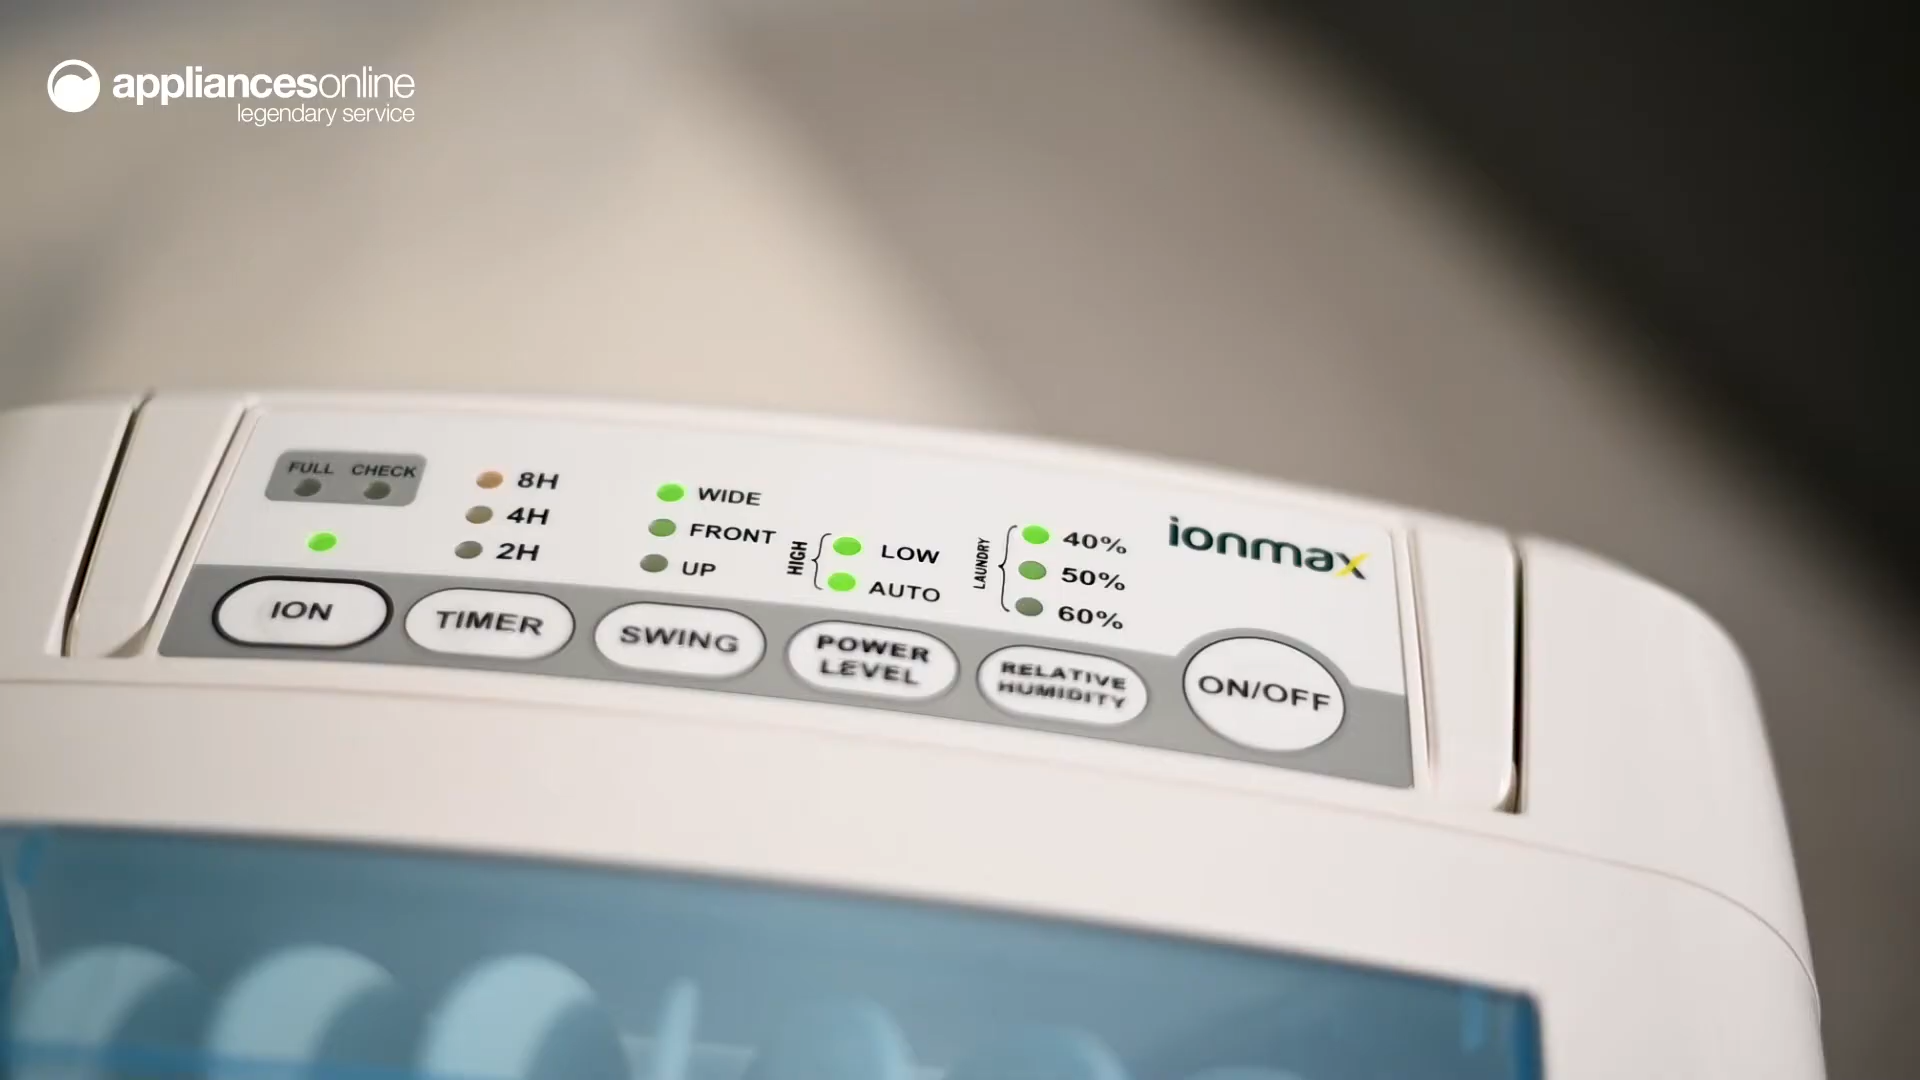 appliancesonline
legendary service
FULL CHECK
8H
4H
2H
WIDE
FRONT
UP
HIGH
LOW
AUTO
LAUNDRY
40%
50%
60%
ionmax
ION
TIMER
SWING
POWER
LEVEL
RELATIVE
HUMIDITY
ON/OFF